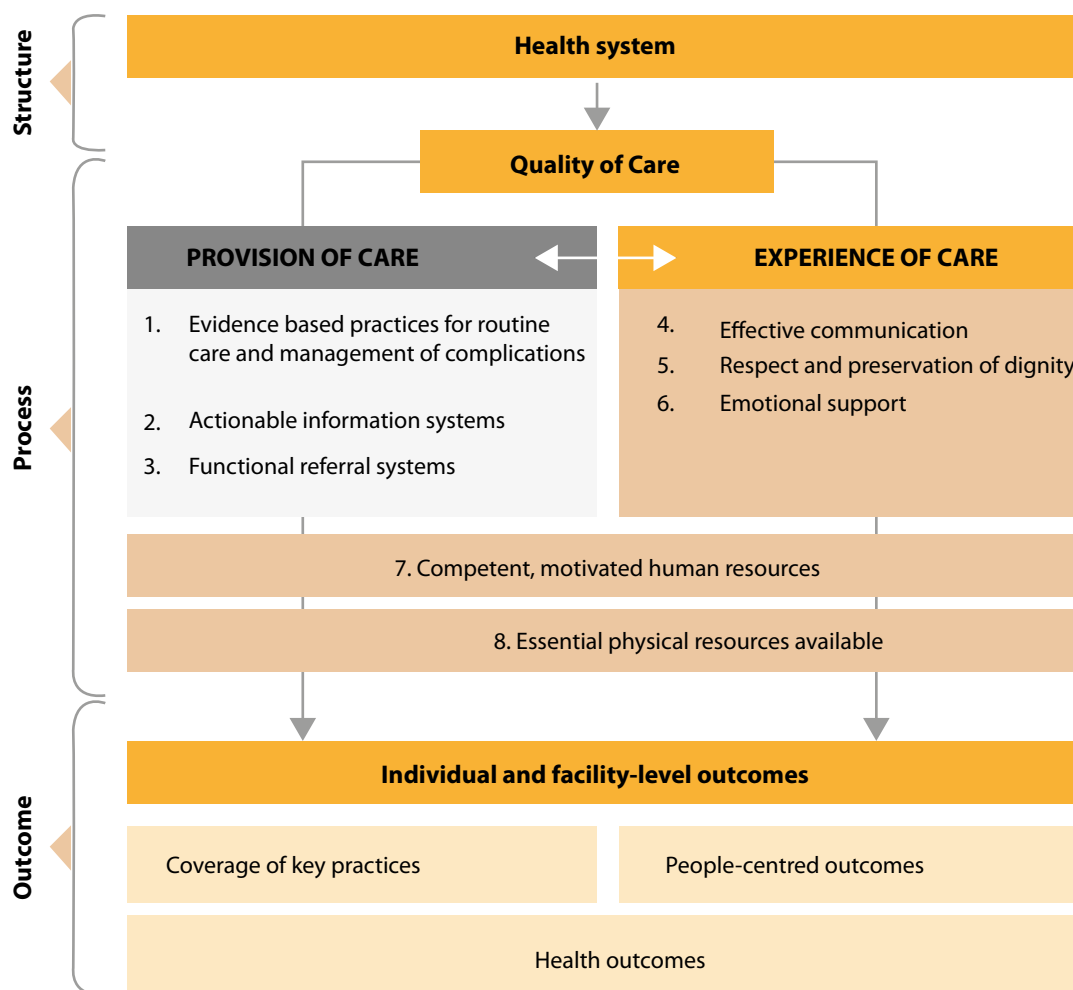 Structure
Health system
Process
Quality of Care
PROVISION OF CARE
1. Evidence based practices for routine
care and management of complications
2. Actionable information systems
3. Functional referral systems
EXPERIENCE OF CARE
4. Effective communication
5. Respect and preservation of dignity
6. Emotional support
7. Competent, motivated human resources
8. Essential physical resources available
Outcome
Individual and facility-level outcomes
Coverage of key practices
People-centred outcomes
Health outcomes